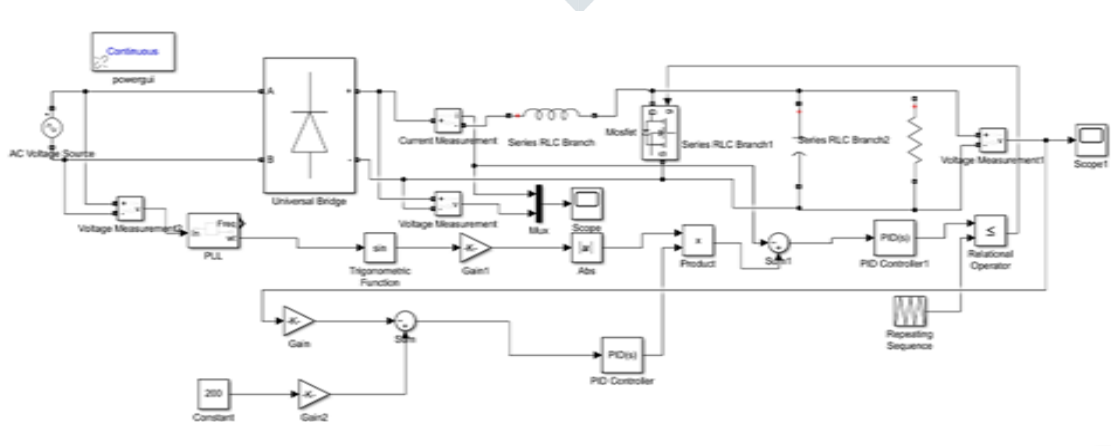 Continuous
powergui
A
B
+
-
AC Voltage Source
Universal Bridge
Current Measurement
Series RLC Branch
Mosfet
Series RLC Branch1
Series RLC Branch2
Voltage Measurement1
Scope1
Voltage Measurement2
In
Freq
wt
PLL
Voltage Measurement
Mux
Scope
sin
Trigonometric
Function
-K-
Gain1
|u|
Abs
x
Product
Sum1
PID(s)
PID Controller1
≤
Relational
Operator
Repeating
Sequence
-K-
Gain
Sum
PID(s)
PID Controller
200
Constant
-K-
Gain2